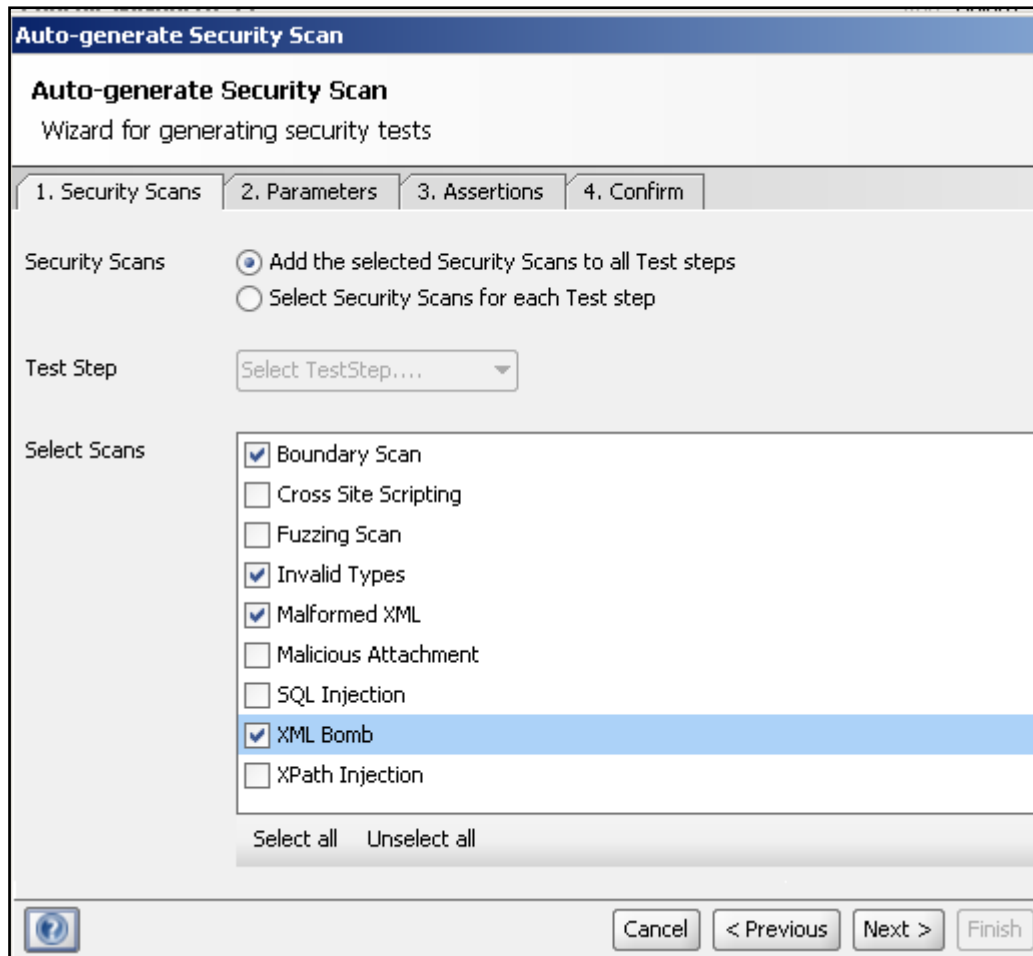 Auto-generate Security Scan
Auto-generate Security Scan
Wizard for generating security tests
1. Security Scans 2. Parameters 3. Assertions 4. Confirm
Security Scans
Add the selected Security Scans to all Test steps
Select Security Scans for each Test step
Test Step
Select TestStep....
Select Scans
Boundary Scan
Cross Site Scripting
Fuzzing Scan
Invalid Types
Malformed XML
Malicious Attachment
SQL Injection
XML Bomb
XPath Injection
Select all Unselect all
Cancel < Previous Next > Finish